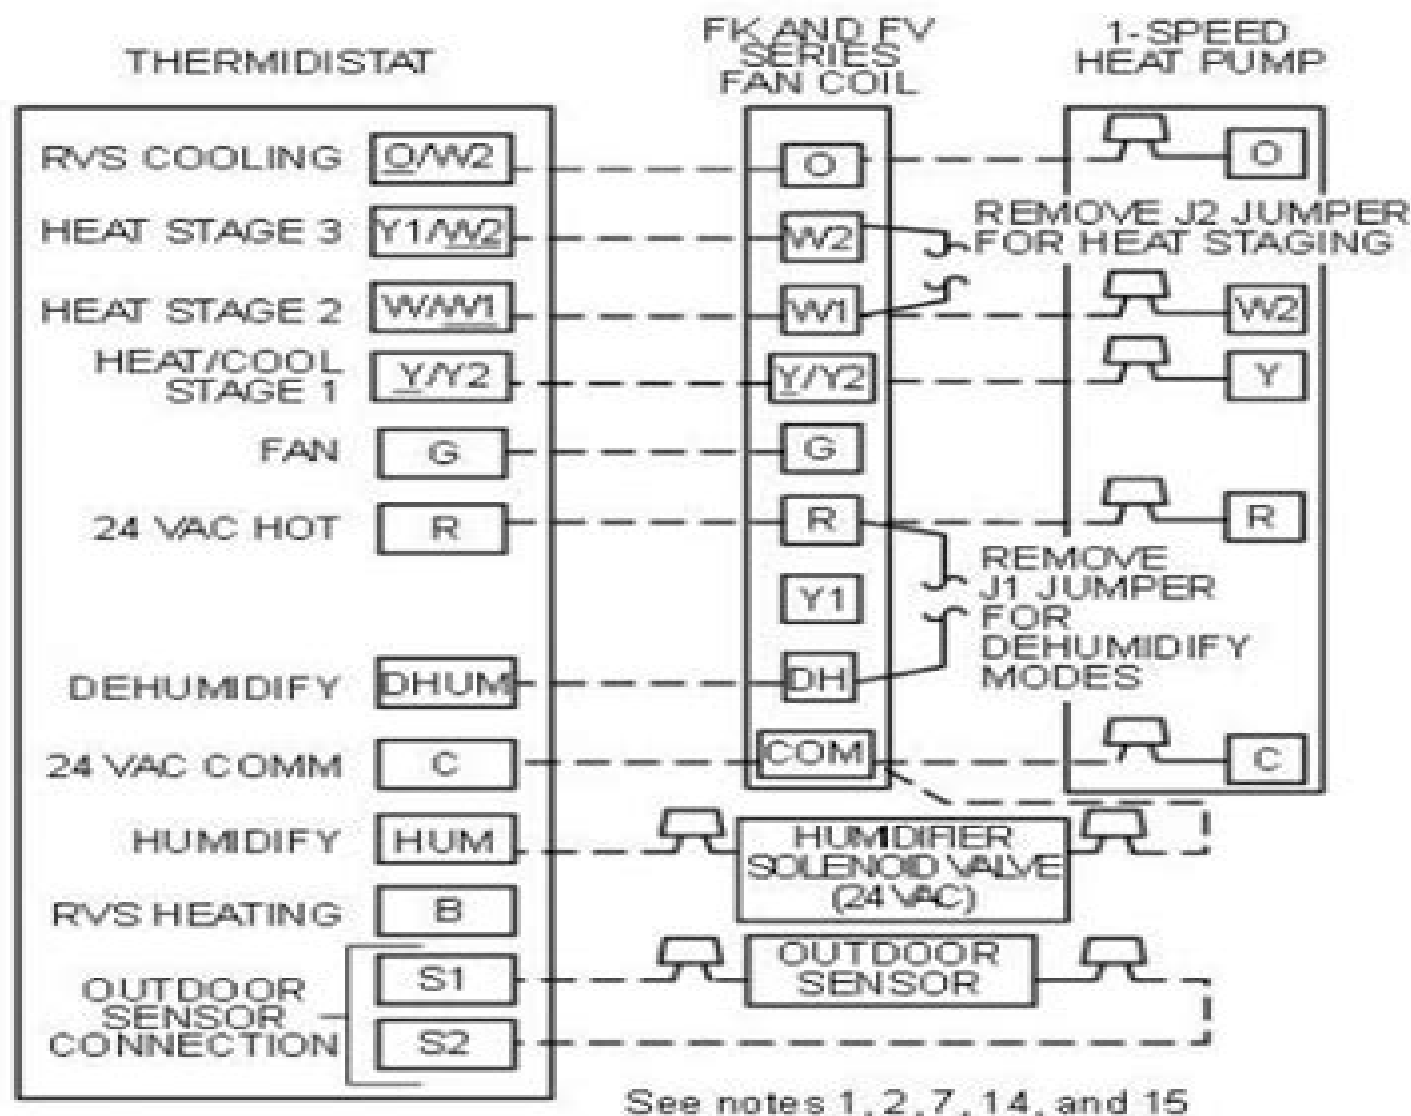 THERMIDISTAT
FK AND FV
SERIES
FAN COIL
1-SPEED
HEAT PUMP
RVS COOLING O/W2 O O
HEAT STAGE 3 Y1/W2 W2
REMOVE J2 JUMPER
FOR HEAT STAGING
HEAT STAGE 2 W/W1 W1 W2
HEAT/COOL
STAGE 1 Y/Y2 Y/Y2 Y
FAN G G
24 VAC HOT R R R
Y1
REMOVE
J1 JUMPER
FOR
DEHUMIDIFY
MODES
DEHUMIDIFY DHUM DH
24 VAC COMM C COM C
HUMIDIFY HUM
HUMIDIFIER
SOLENOID VALVE
(24 VAC)
RVS HEATING B
OUTDOOR
SENSOR
CONNECTION
S1
S2
OUTDOOR
SENSOR
See notes 1, 2, 7, 14, and 15